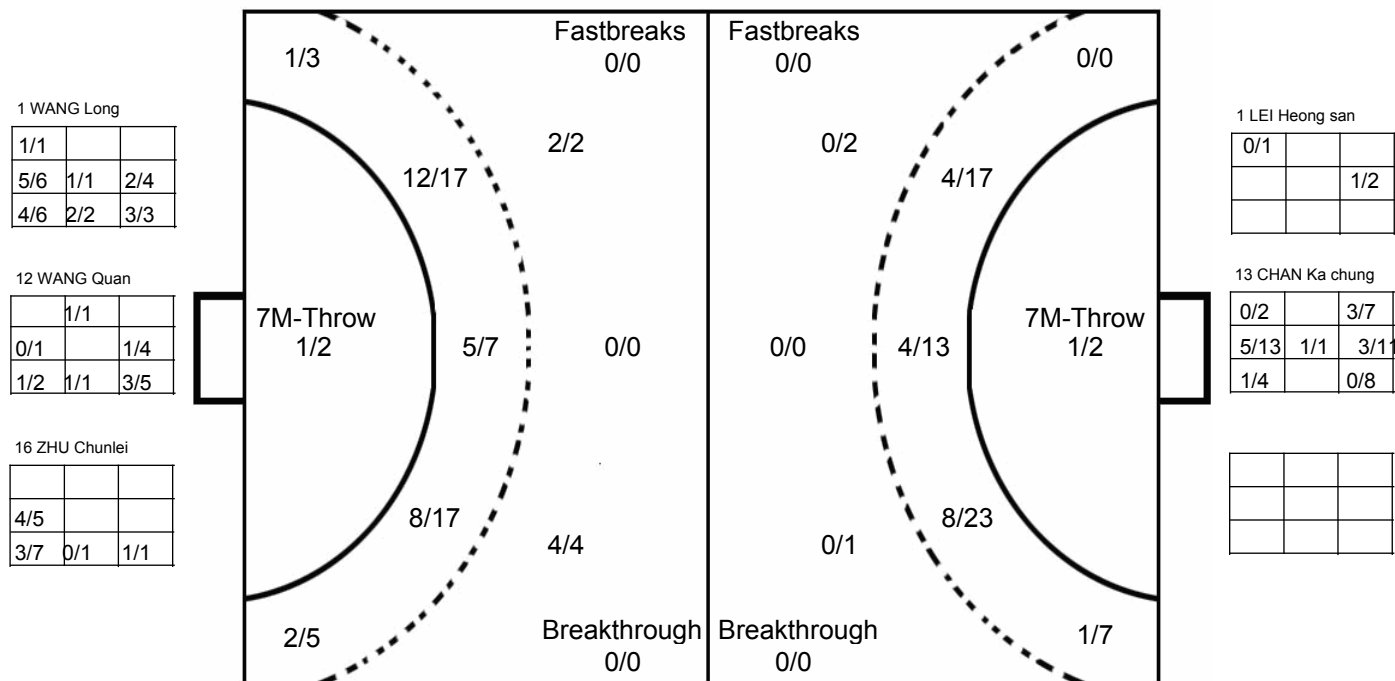 Fastbreaks
0/0
Fastbreaks
0/0
1/3
0/0
1 WANG Long
1/1
5/6 1/1 2/4
4/6 2/2 3/3
12 WANG Quan
1/1
0/1 1/4
1/2 1/1 3/5
16 ZHU Chunlei
4/5
3/7 0/1 1/1
2/2
12/17
7M-Throw
1/2
5/7
0/0
8/17
4/4
2/5
Breakthrough
0/0
0/2
4/17
0/0
4/13
7M-Throw
1/2
8/23
0/1
1/7
Breakthrough
0/0
1 LEI Heong san
0/1
1/2
13 CHAN Ka chung
0/2 3/7
5/13 1/1 3/11
1/4 0/8